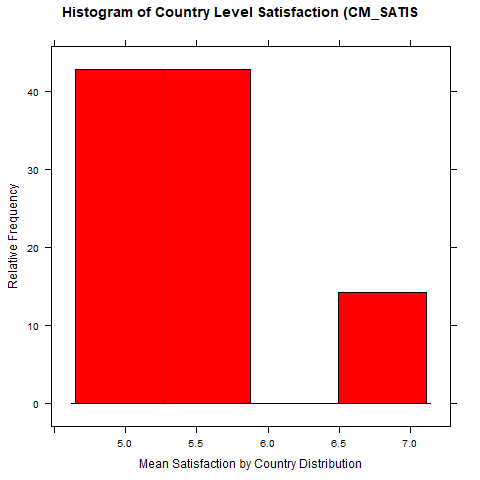 Histogram of Country Level Satisfaction (CM_SATIS
40
30
20
10
0
Relative Frequency
5.0 5.5 6.0 6.5 7.0
Mean Satisfaction by Country Distribution